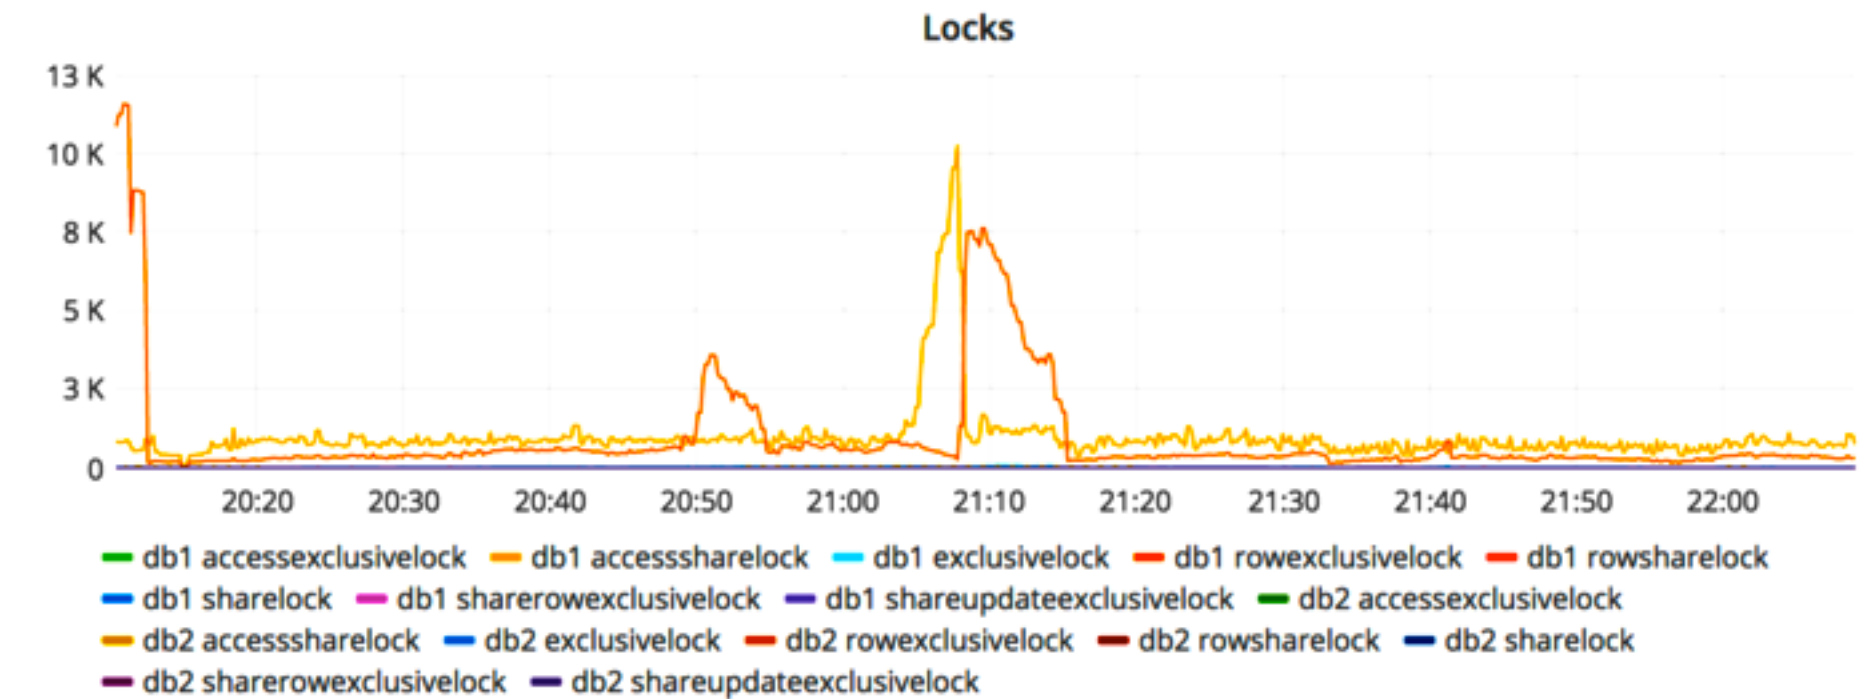 Locks
13 K
10 K
8 K
5 K
3 K
0
20:20 20:30 20:40 20:50 21:00 21:10 21:20 21:30 21:40 21:50 22:00
db1 accessexclusivelock db1 accesssharelock db1 exclusivelock db1 rowexclusivelock db1 rowsharelock
db1 sharelock db1 sharerowexclusivelock db1 shareupdateexclusivelock db2 accessexclusivelock
db2 accesssharelock db2 exclusivelock db2 rowexclusivelock db2 rowsharelock db2 sharelock
db2 sharerowexclusivelock db2 shareupdateexclusivelock